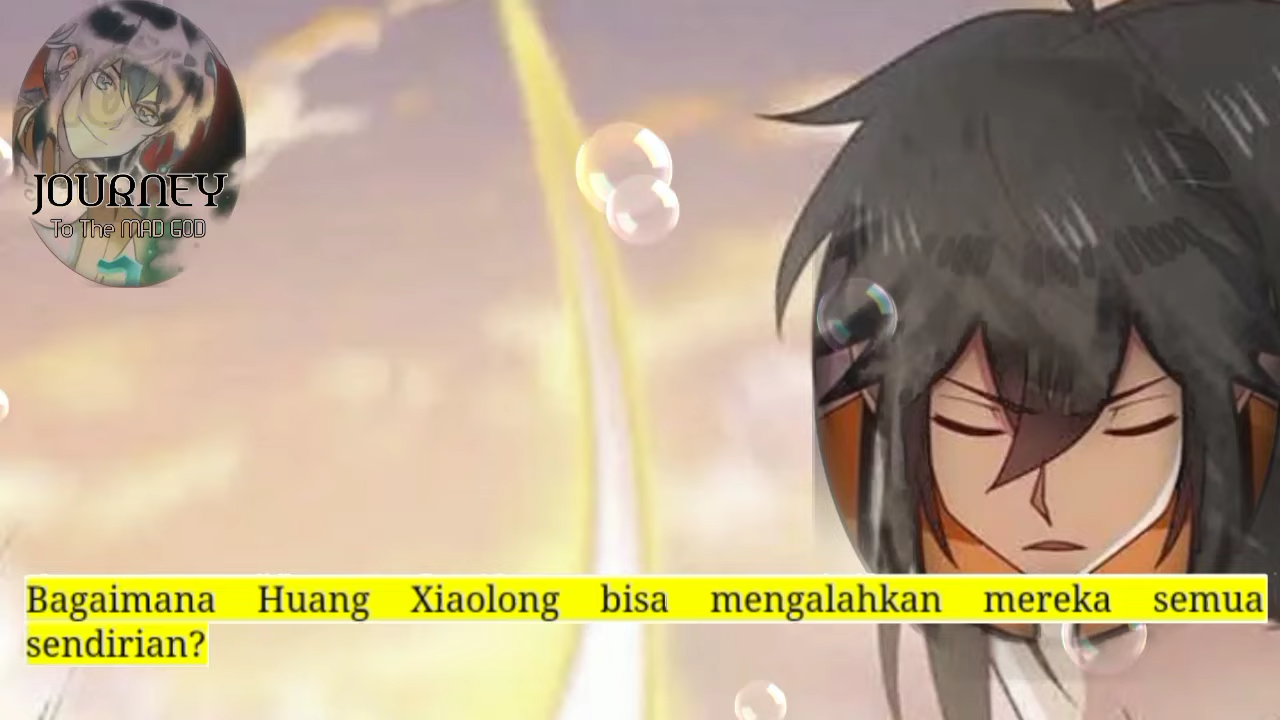 JOURNEY
To The MAD GOD
Bagaimana Huang Xiaolong bisa mengalahkan mereka semua
sendirian?